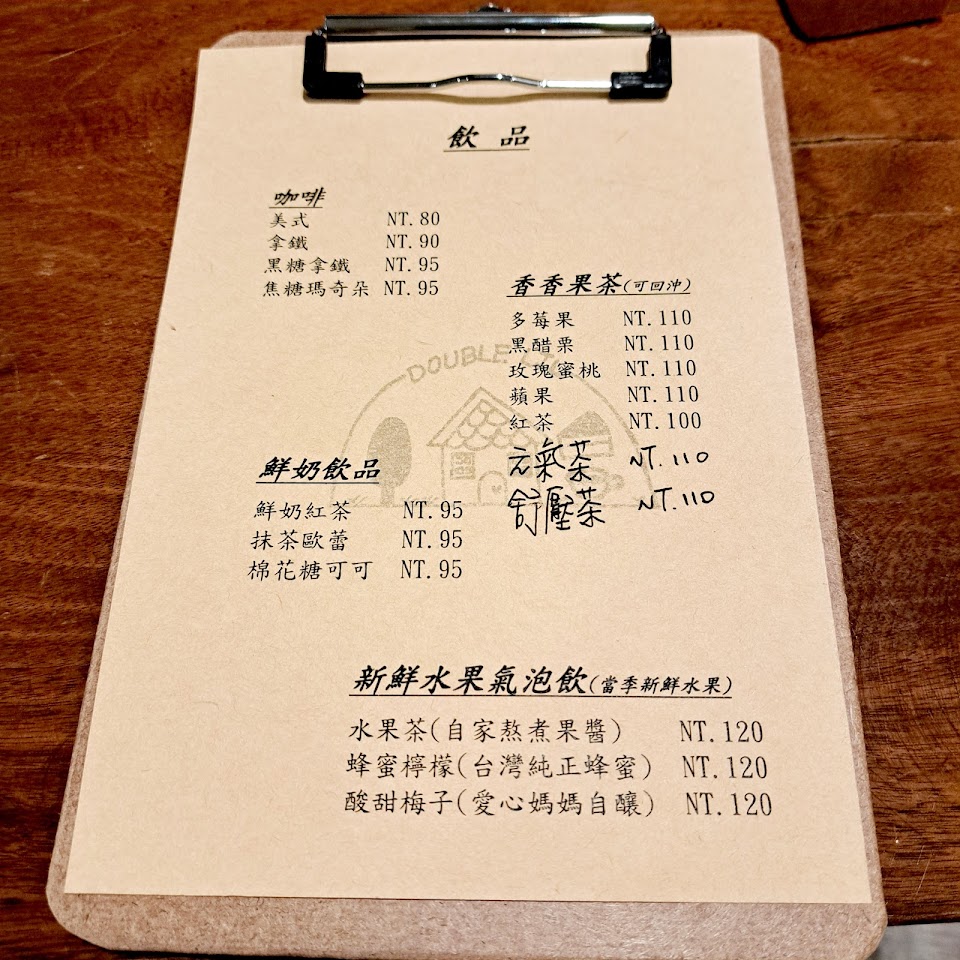 飲 品
咖啡
美式 NT. 80
拿鐵 NT. 90
黑糖拿鐵 NT. 95
焦糖瑪奇朵 NT. 95
香香果茶(可回沖)
多莓果 NT. 110
黑醋栗 NT. 110
玫瑰蜜桃 NT. 110
蘋果 NT. 110
紅茶 NT. 100
元氣茶 NT. 110
舒壓茶 NT. 110
DOUBLE
鮮奶飲品
鮮奶紅茶 NT. 95
抹茶歐蕾 NT. 95
棉花糖可可 NT. 95
新鮮水果氣泡飲(當季新鮮水果)
水果茶(自家熬煮果醬) NT. 120
蜂蜜檸檬(台灣純正蜂蜜) NT. 120
酸甜梅子(愛心媽媽自釀) NT. 120